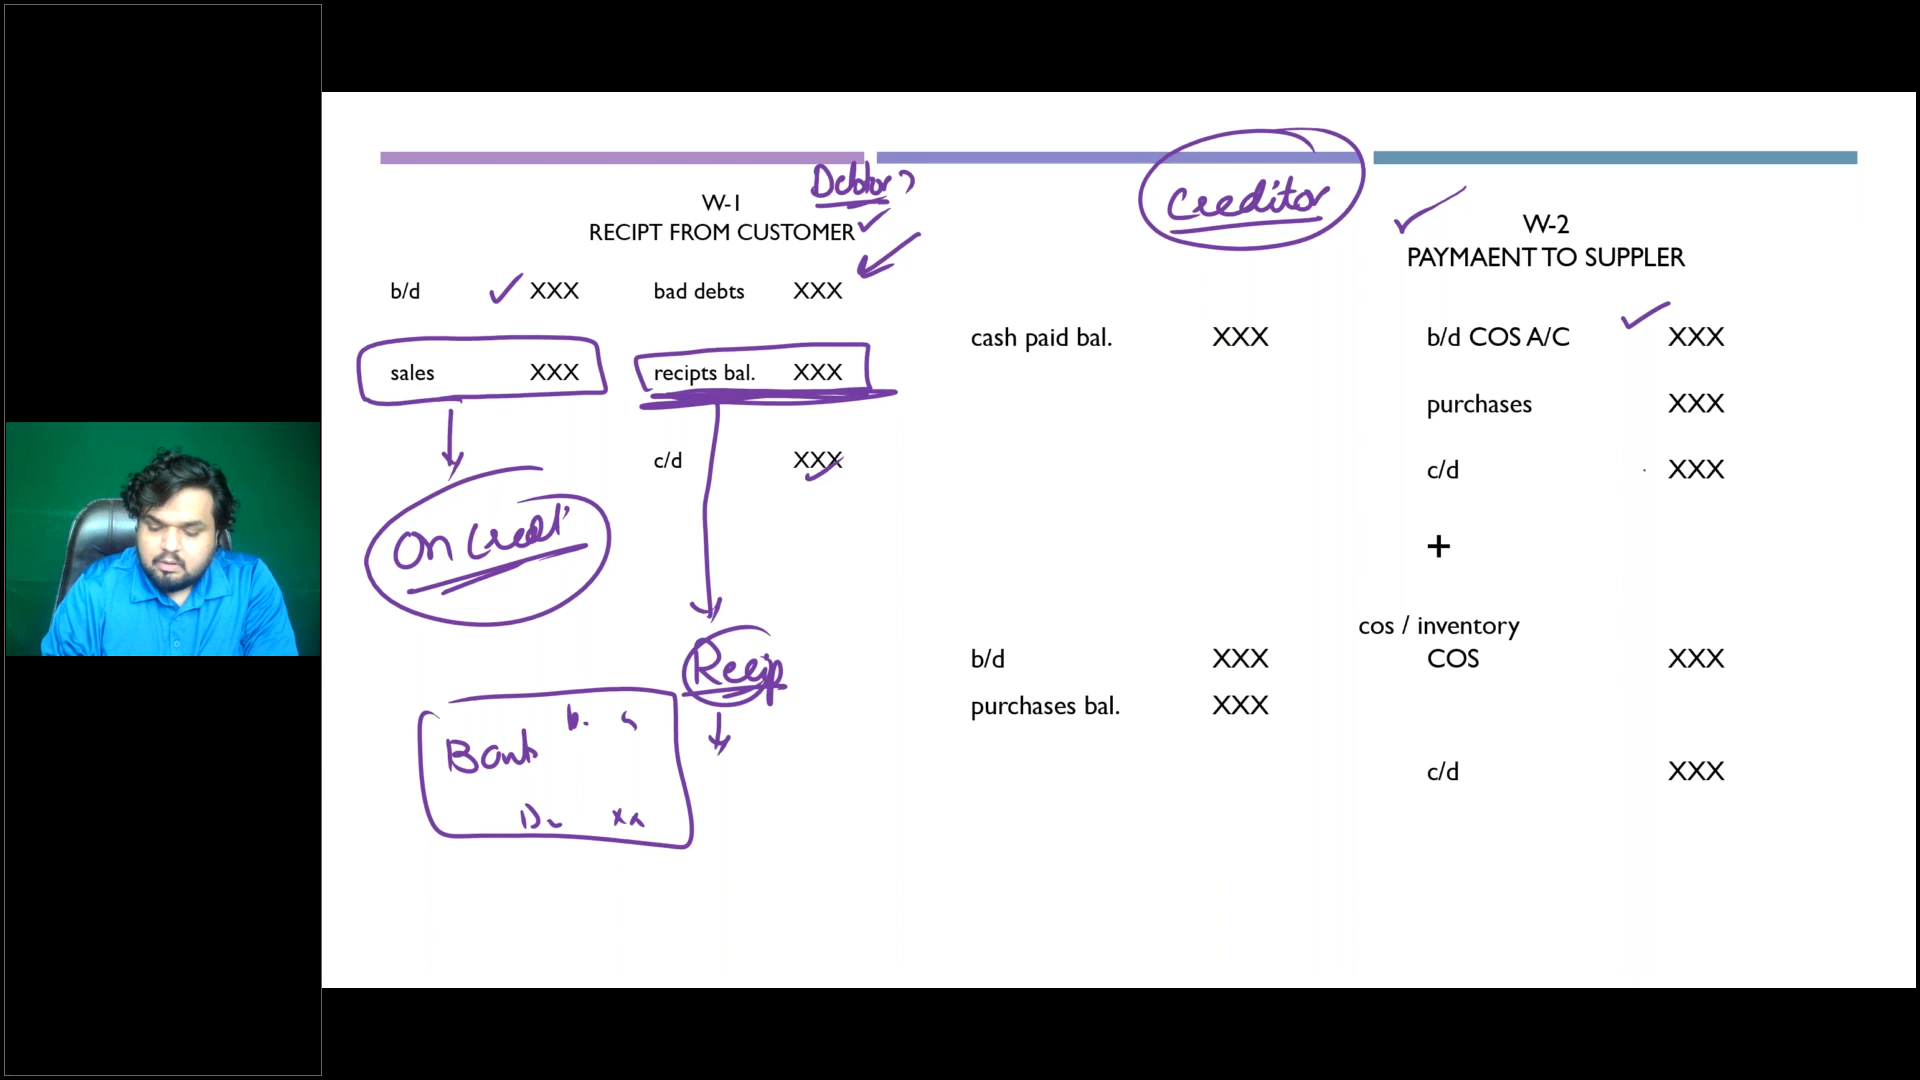 Debtor
Creditor
W-1
RECIPT FROM CUSTOMER
W-2
PAYMAENT TO SUPPLER
b/d XXX bad debts XXX
cash paid bal. XXX b/d COS A/C XXX
sales XXX recipts bal. XXX
purchases XXX
c/d XXX
c/d XXX
On Credit
+
cos / inventory
b/d XXX COS XXX
Recip
purchases bal. XXX
Bank
c/d XXX